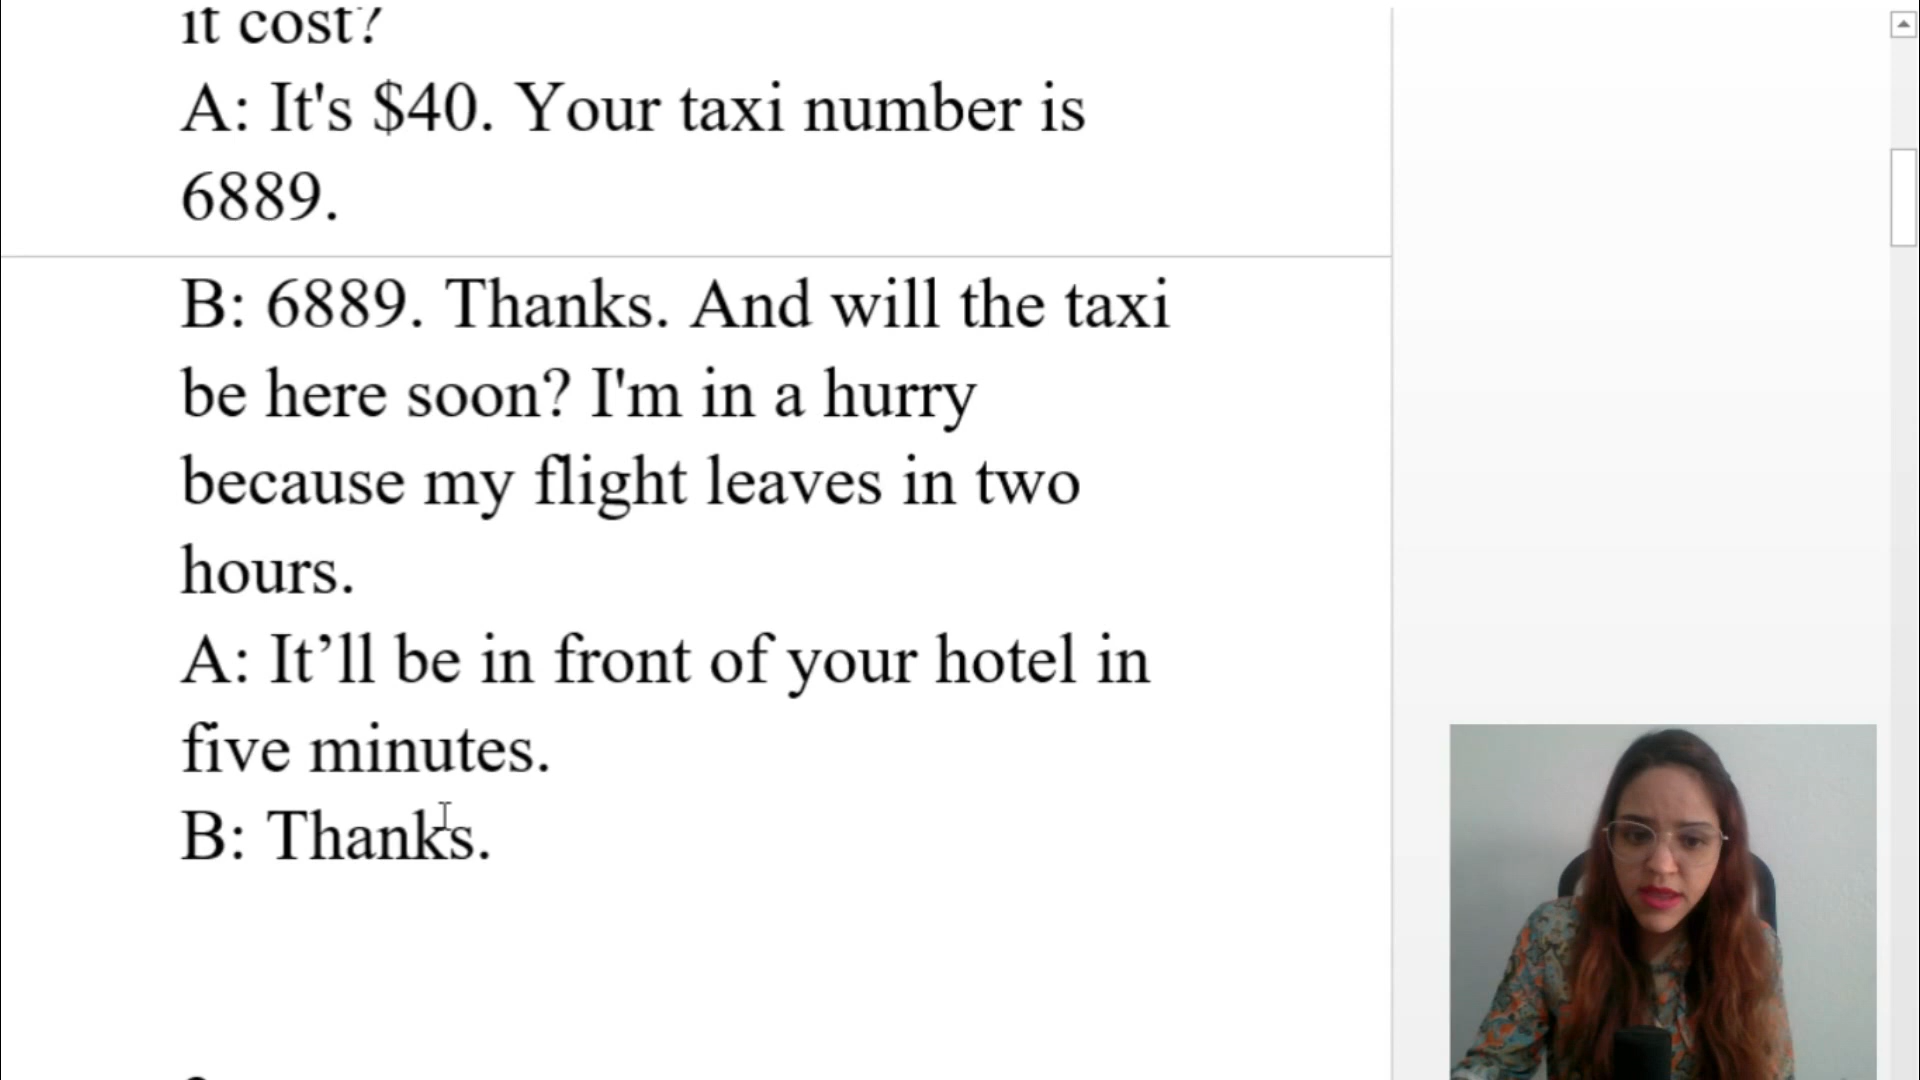 it cost?
A: It's $40. Your taxi number is
6889.
B: 6889. Thanks. And will the taxi
be here soon? I'm in a hurry
because my flight leaves in two
hours.
A: It’ll be in front of your hotel in
five minutes.
B: Thanks.